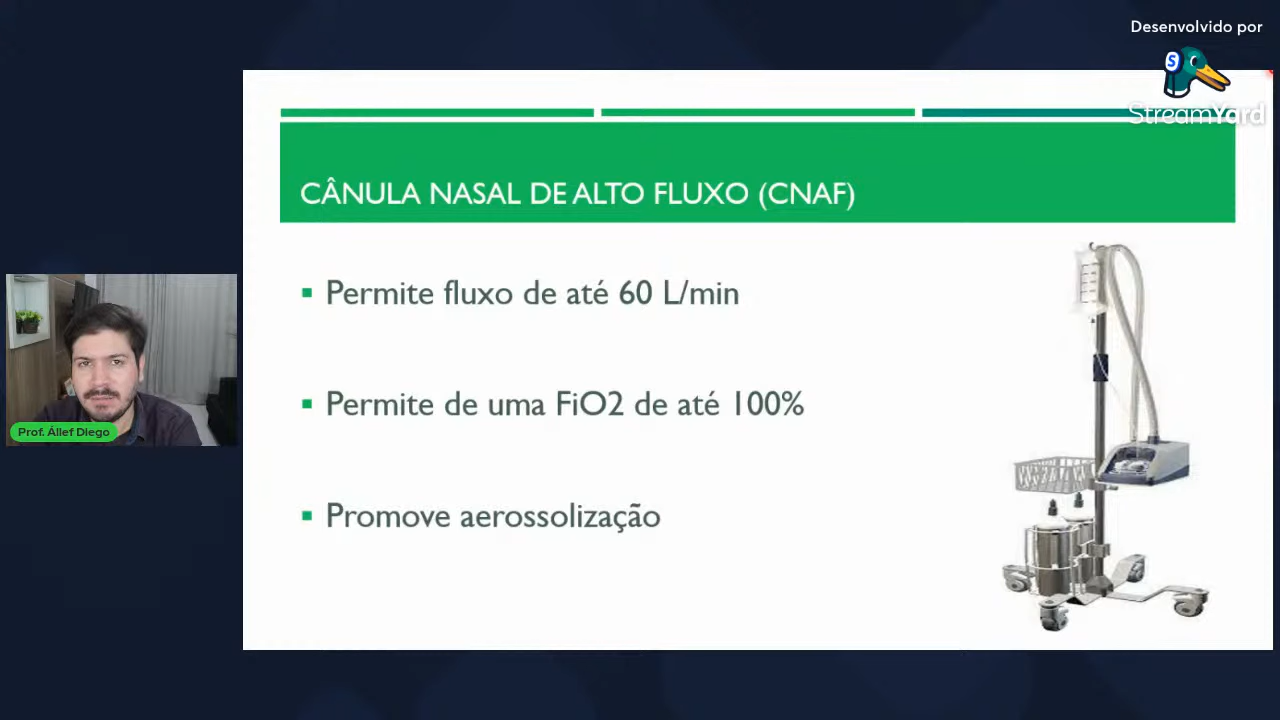 Desenvolvido por
StreamYard
CÂNULA NASAL DE ALTO FLUXO (CNAF)
Permite fluxo de até 60 L/min
Permite de uma FiO2 de até 100%
Promove aerossolização
Prof. Állef Diego